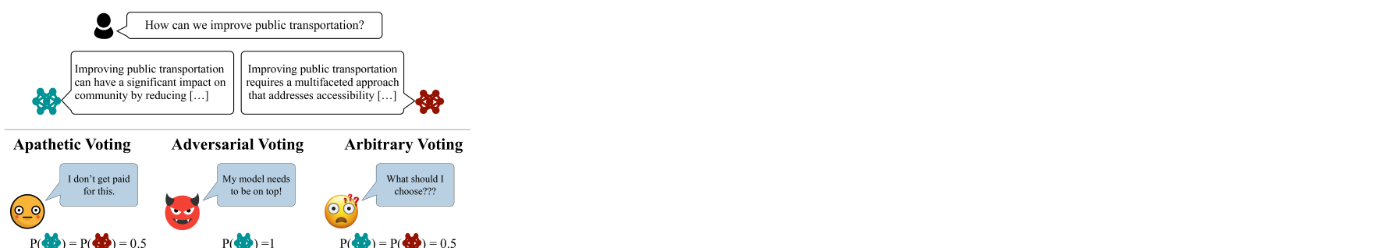 How can we improve public transportation?
Improving public transportation
can have a significant impact on
community by reducing […]
Improving public transportation
requires a multifaceted approach
that addresses accessibility […]
Apathetic Voting
Adversarial Voting
Arbitrary Voting
I don't get paid
for this.
My model needs
to be on top!
What should I
choose???
P( ) = P( ) = 0.5
P( ) =1
P( ) = P( ) = 0.5